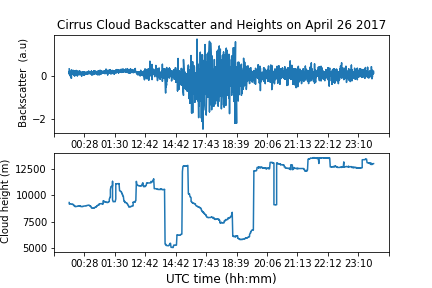 Cirrus Cloud Backscatter and Heights on April 26 2017
Backscatter (a.u)
0
−2
00:28 01:30 12:42 14:42 17:43 18:39 20:06 21:13 22:12 23:10
Cloud height (m)
12500
10000
7500
5000
00:28 01:30 12:42 14:42 17:43 18:39 20:06 21:13 22:12 23:10
UTC time (hh:mm)